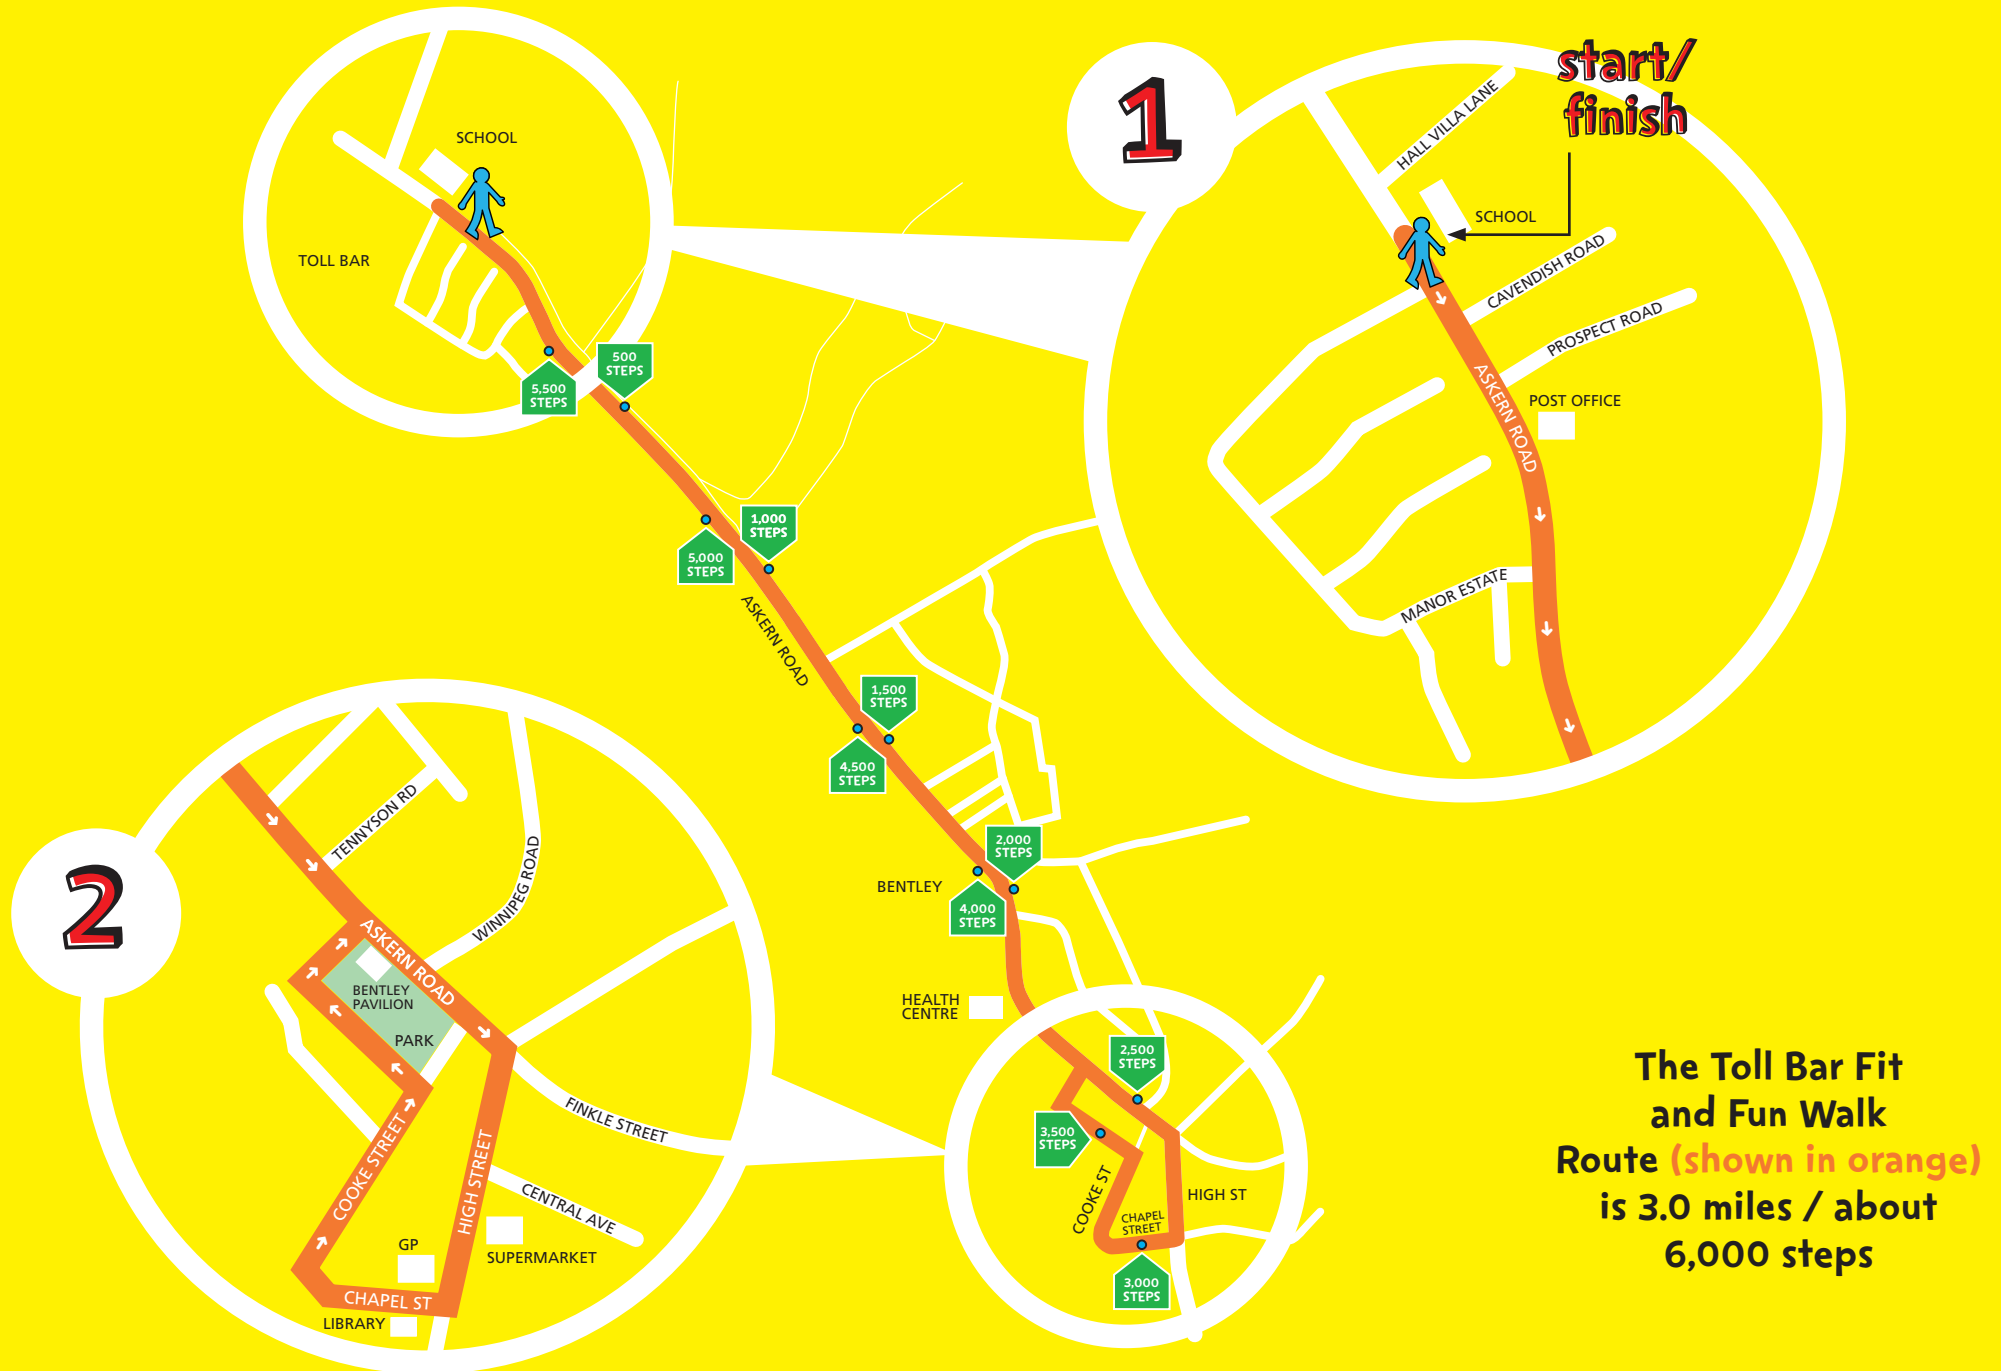 SCHOOL
TOLL BAR
500
STEPS
5,500
STEPS
1
start/
finish
HALL VILLA LANE
SCHOOL
CAVENDISH ROAD
PROSPECT ROAD
ASKERN ROAD
POST OFFICE
MANOR ESTATE
1,000
STEPS
5,000
STEPS
ASKERN ROAD
1,500
STEPS
4,500
STEPS
2,000
STEPS
BENTLEY
4,000
STEPS
HEALTH
CENTRE
2,500
STEPS
3,500
STEPS
COOKE ST
CHAPEL
STREET
HIGH ST
3,000
STEPS
2
TENNYSON RD
WINNIPEG ROAD
ASKERN ROAD
BENTLEY
PAVILION
PARK
FINKLE STREET
COOKE STREET
HIGH STREET
CENTRAL AVE
GP
SUPERMARKET
CHAPEL ST
LIBRARY
The Toll Bar Fit
and Fun Walk
Route (shown in orange)
is 3.0 miles / about
6,000 steps